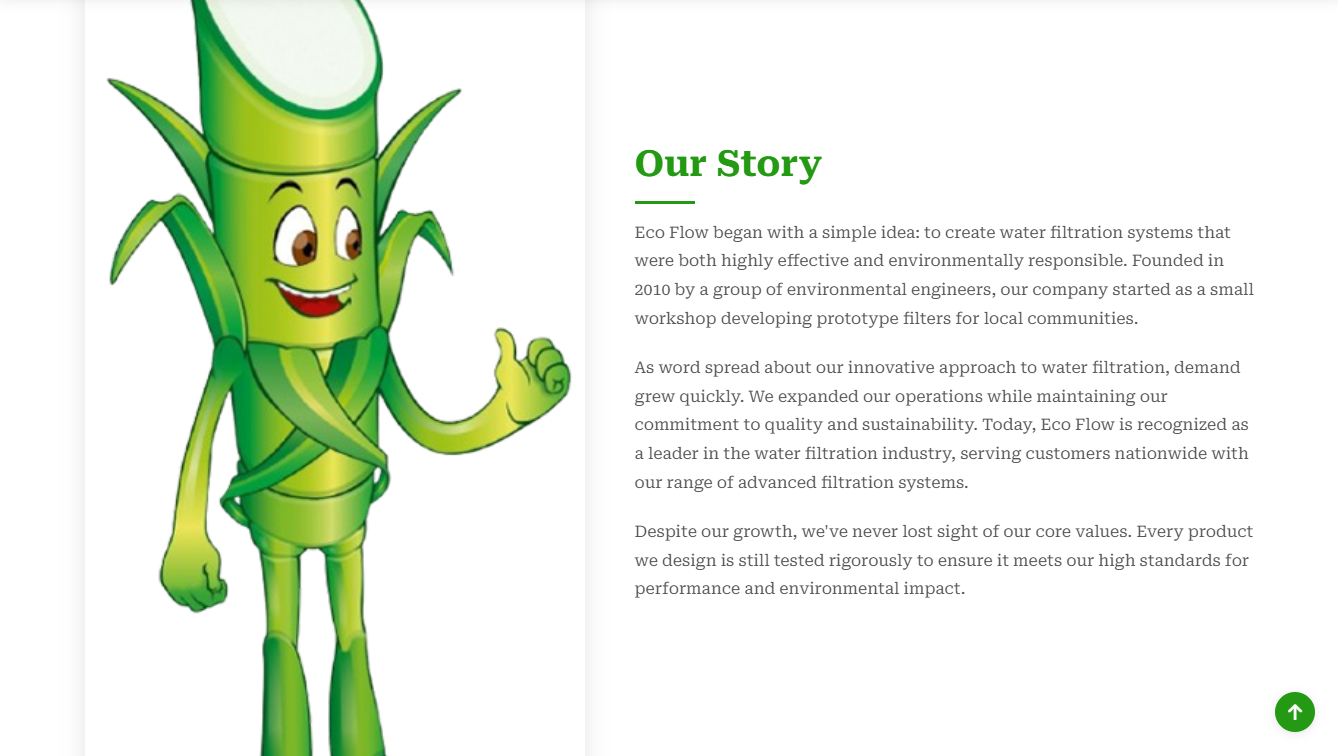 Our Story
Eco Flow began with a simple idea: to create water filtration systems that
were both highly effective and environmentally responsible. Founded in
2010 by a group of environmental engineers, our company started as a small
workshop developing prototype filters for local communities.
As word spread about our innovative approach to water filtration, demand
grew quickly. We expanded our operations while maintaining our
commitment to quality and sustainability. Today, Eco Flow is recognized as
a leader in the water filtration industry, serving customers nationwide with
our range of advanced filtration systems.
Despite our growth, we've never lost sight of our core values. Every product
we design is still tested rigorously to ensure it meets our high standards for
performance and environmental impact.